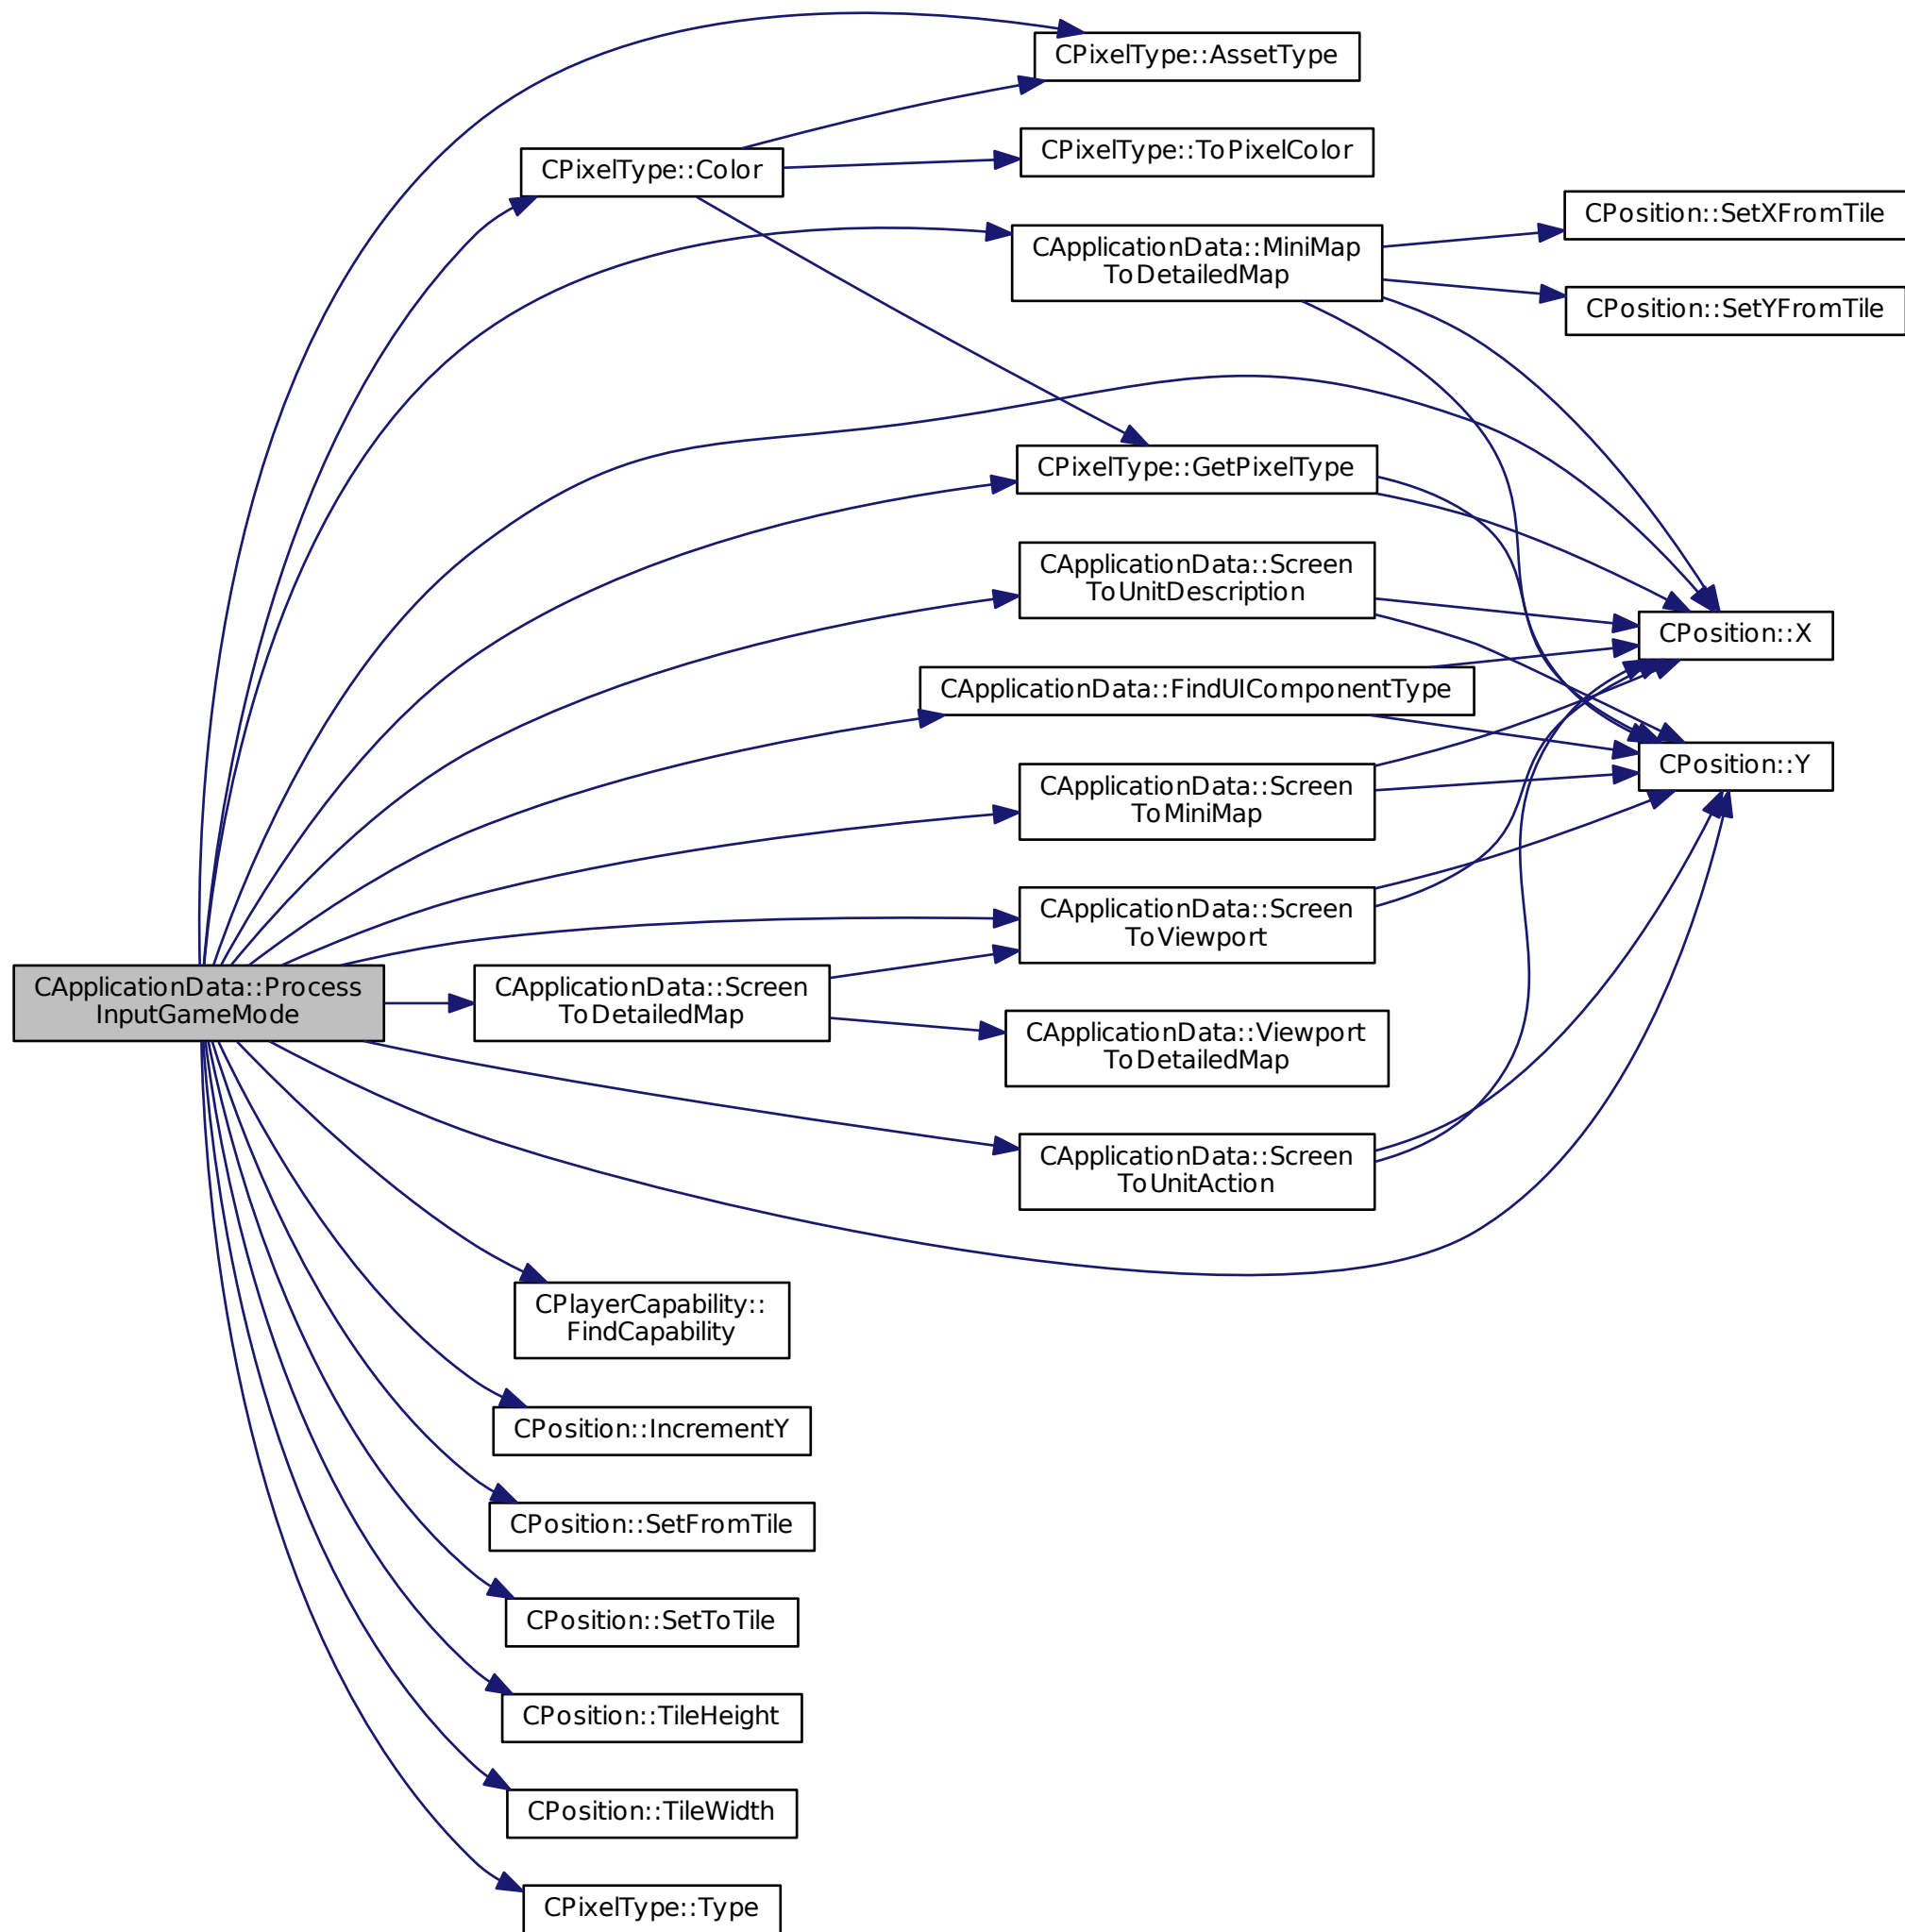 CPixelType::AssetType
CPixelType::ToPixelColor
CPixelType::Color
CPosition::SetXFromTile
CApplicationData::MiniMap
ToDetailedMap
CPosition::SetYFromTile
CPixelType::GetPixelType
CApplicationData::Screen
ToUnitDescription
CPosition::X
CApplicationData::FindUIComponentType
CPosition::Y
CApplicationData::Screen
ToMiniMap
CApplicationData::Screen
ToViewport
CApplicationData::Process
InputGameMode
CApplicationData::Screen
ToDetailedMap
CApplicationData::Viewport
ToDetailedMap
CApplicationData::Screen
ToUnitAction
CPlayerCapability::
FindCapability
CPosition::IncrementY
CPosition::SetFromTile
CPosition::SetToTile
CPosition::TileHeight
CPosition::TileWidth
CPixelType::Type